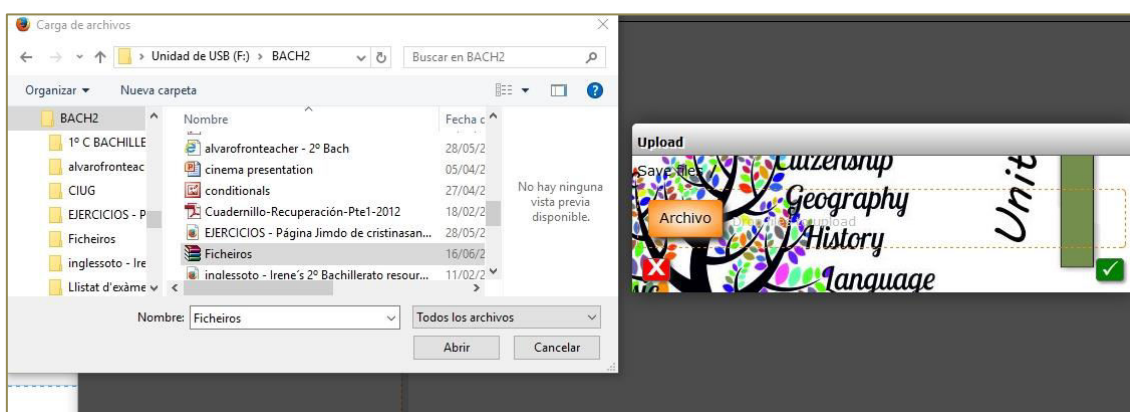 Carga de archivos
Unidad de USB (F:) > BACH2
Buscar en BACH2
Organizar
Nueva carpeta
BACH2
1º C BACHILLE
alvarofronteac
CIUG
EJERCICIOS - P
Ficheiros
inglessoto - Ire
Llistat d'exàme
Nombre
Fecha c
alvarofronteacher - 2º Bach
28/05/2
cinema presentation
05/04/2
conditionals
27/04/2
Cuadernillo-Recuperación-Pte1-2012
18/02/2
EJERCICIOS - Página Jimdo de cristinasan...
28/05/2
Ficheiros
16/06/2
inglessoto - Irene´s 2º Bachillerato resour...
11/02/2
No hay ninguna
vista previa
disponible.
Nombre: Ficheiros
Todos los archivos
Abrir
Cancelar
Upload
Save files
Citizenship
Geography
Archivo
upload
History
Language
Unit